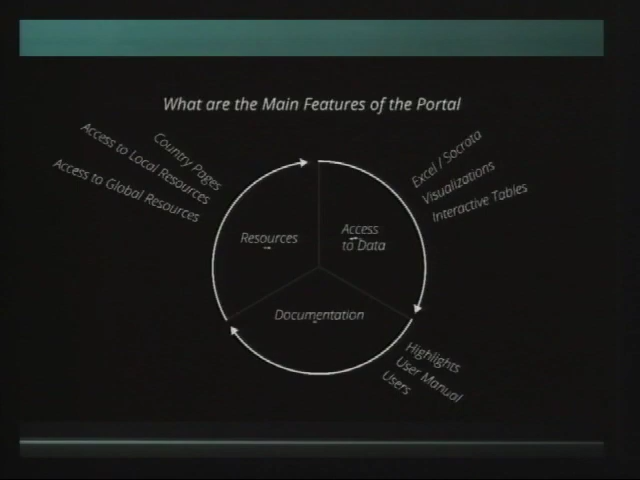 What are the Main Features of the Portal
Country Pages
Access to Local Resources
Access to Global Resources
Excel / Socrata
Visualizations
Interactive Tables
Resources
Access
to Data
Documentation
Highlights
User Manual
Users